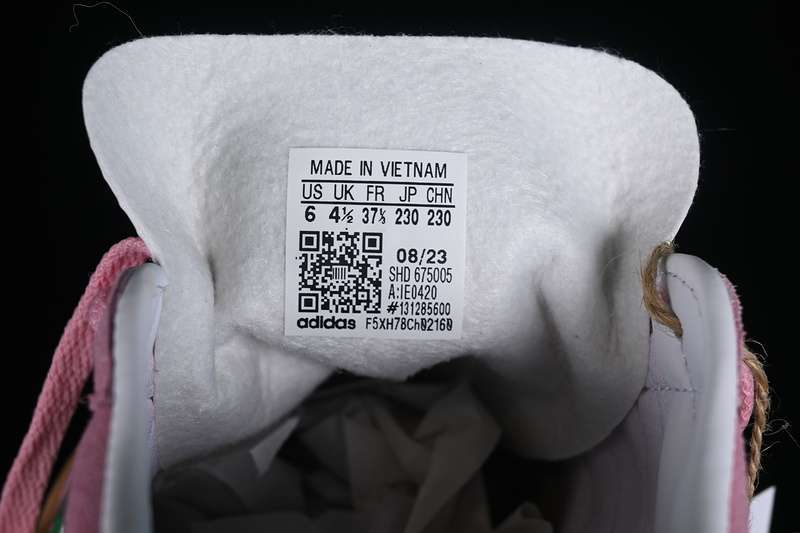 MADE IN VIETNAM
US UK FR JP CHN
6 4½ 37⅓ 230 230
08/23
SHD 675005
A:IE0420
#131285600
adidas F5XH78Ch02160